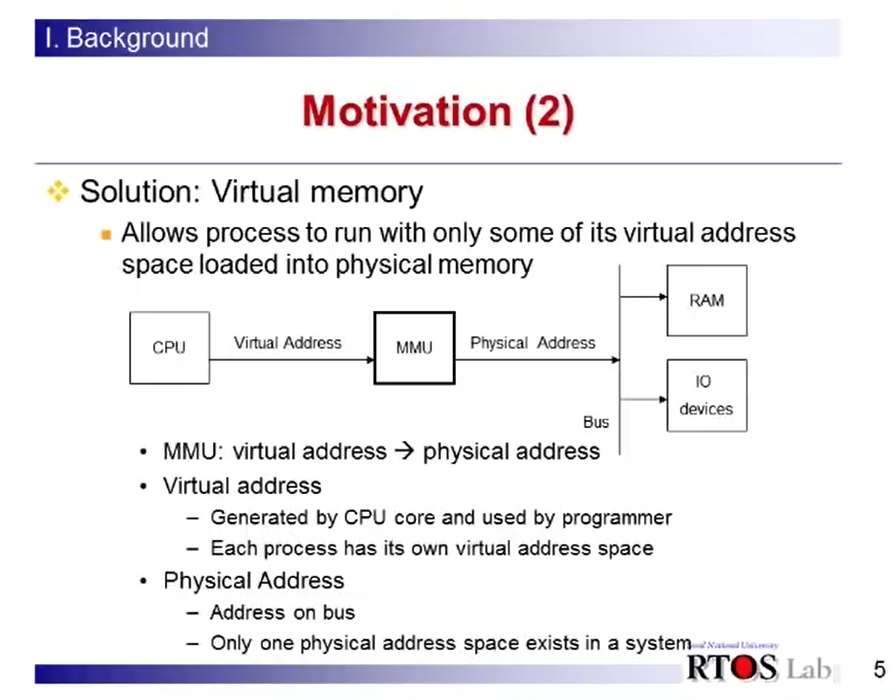 I. Background
Motivation (2)
Solution: Virtual memory
Allows process to run with only some of its virtual address
space loaded into physical memory
CPU
Virtual Address
MMU
Physical Address
Bus
RAM
IO
devices
• MMU: virtual address → physical address
• Virtual address
– Generated by CPU core and used by programmer
– Each process has its own virtual address space
• Physical Address
– Address on bus
– Only one physical address space exists in a system
National University
RTOS Lab
5